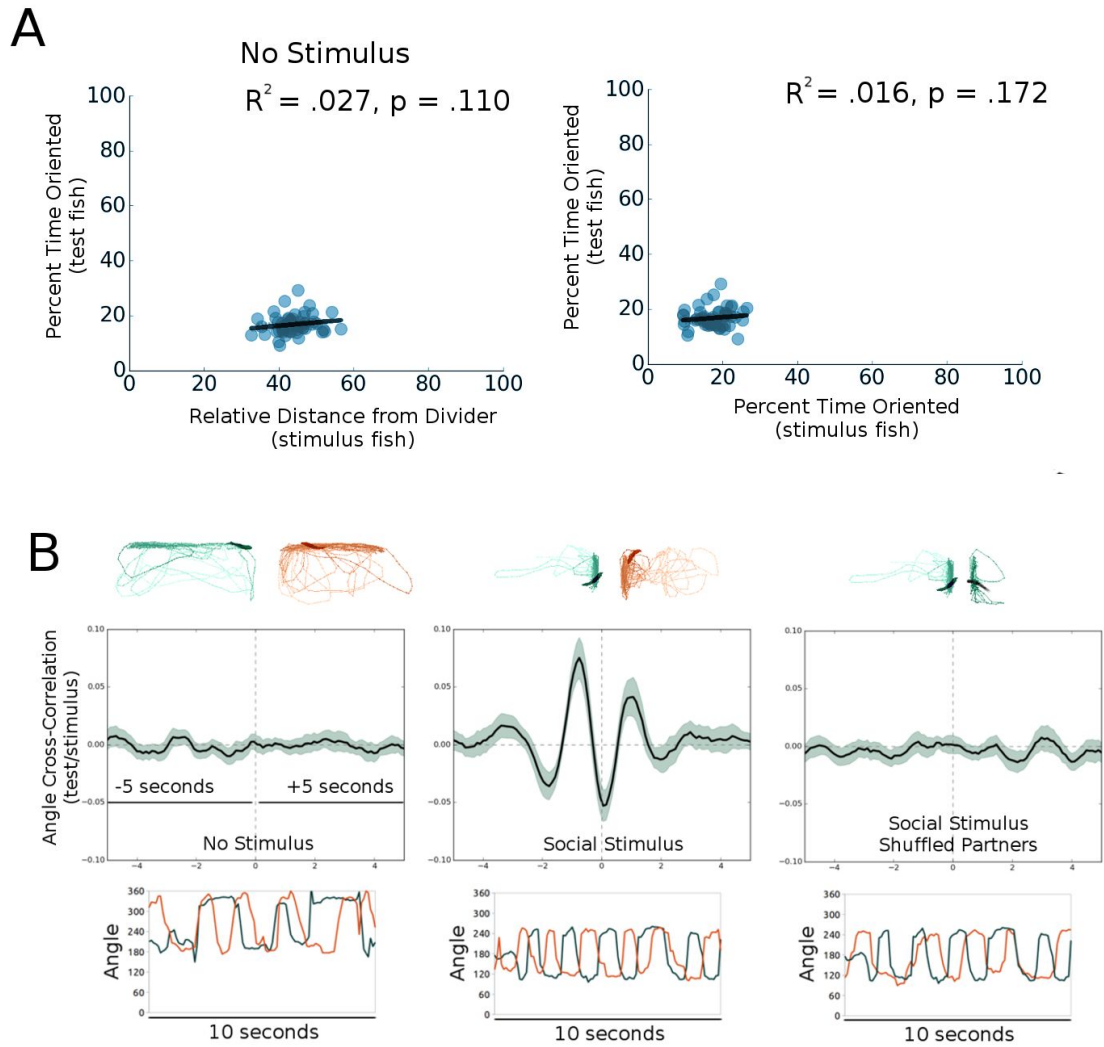 A
No Stimulus
R² = .027, p = .110
R² = .016, p = .172
Percent Time Oriented
(test fish)
100
80
60
40
20
0
0 20 40 60 80 100
Relative Distance from Divider
(stimulus fish)
Percent Time Oriented
(test fish)
100
80
60
40
20
0
0 20 40 60 80 100
Percent Time Oriented
(stimulus fish)
B
Angle Cross-Correlation
(test/stimulus)
0.10
0.05
0.00
−0.05
−0.10
-5 seconds +5 seconds
No Stimulus
−4 −2 0 2 4
0.10
0.05
0.00
−0.05
−0.10
Social Stimulus
−4 −2 0 2 4
0.10
0.05
0.00
−0.05
−0.10
Social Stimulus
Shuffled Partners
−4 −2 0 2 4
Angle
360
300
240
180
120
60
0
10 seconds
Angle
360
300
240
180
120
60
0
10 seconds
Angle
360
300
240
180
120
60
0
10 seconds